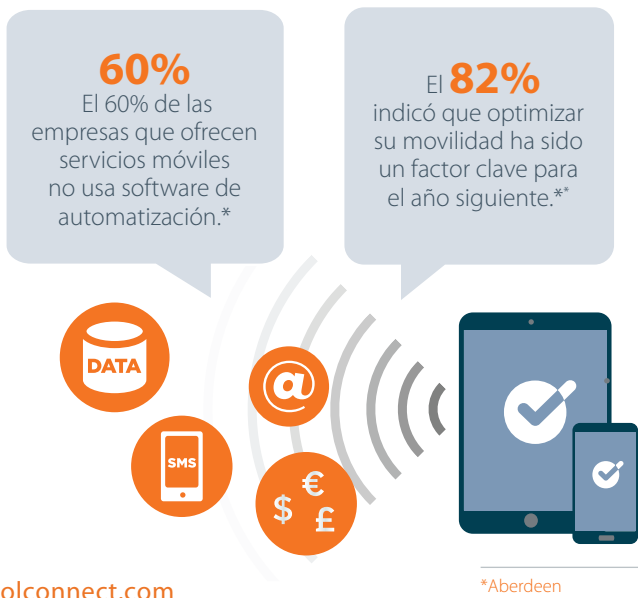 60%
El 60% de las
empresas que ofrecen
servicios móviles
no usa software de
automatización.*
El 82%
indicó que optimizar
su movilidad ha sido
un factor clave para
el año siguiente.**
DATA
@
SMS
$ € £
olconnect.com
*Aberdeen